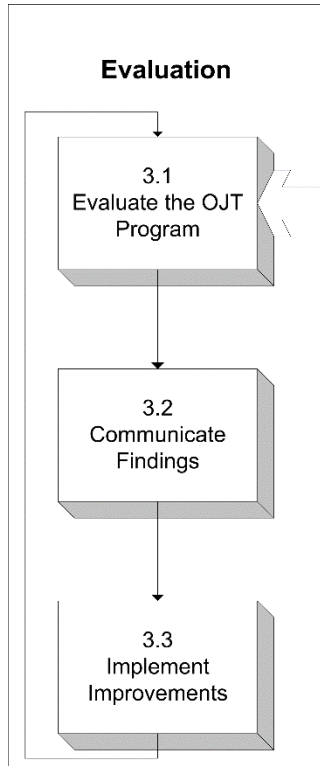 Evaluation
3.1
Evaluate the OJT
Program
3.2
Communicate
Findings
3.3
Implement
Improvements